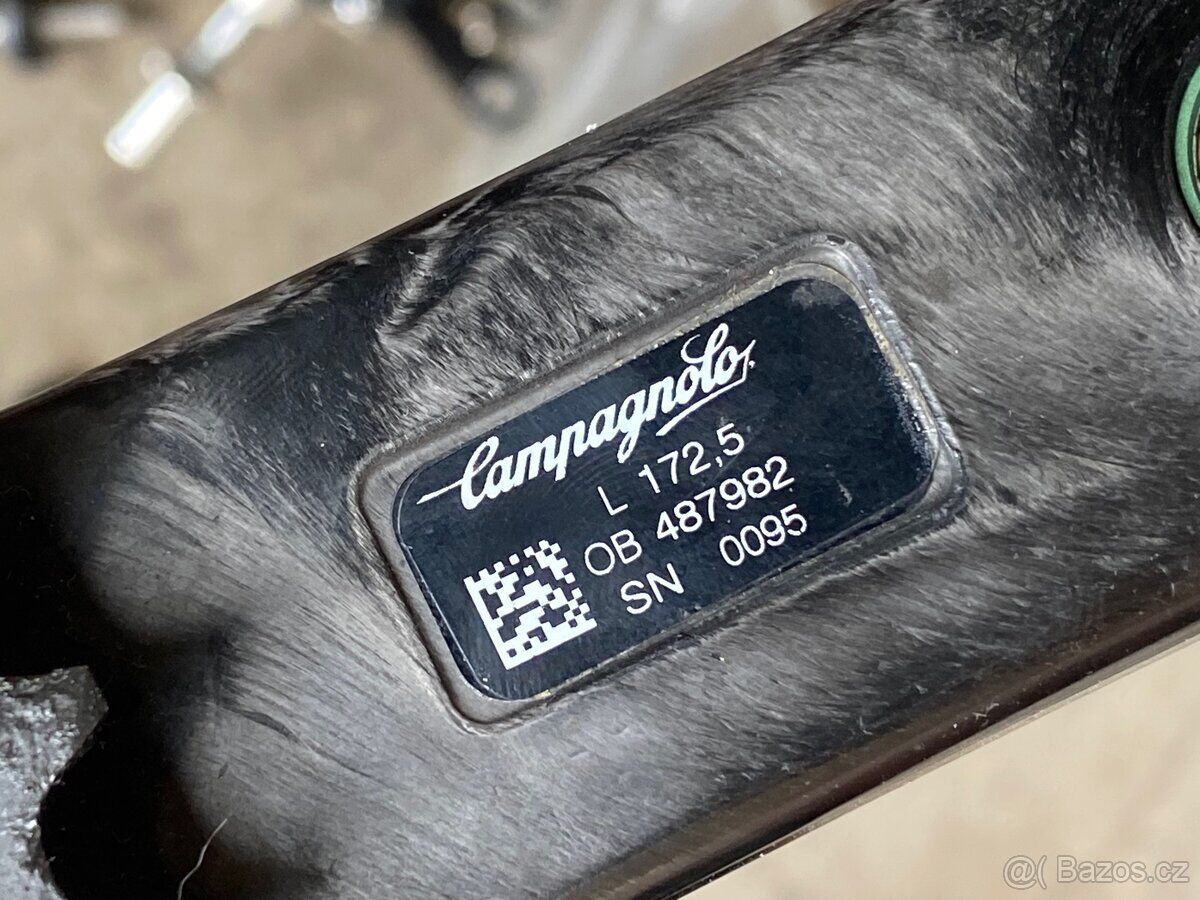 Campagnolo
L 172,5
OB 487982
SN 0095
@( Bazos.cz